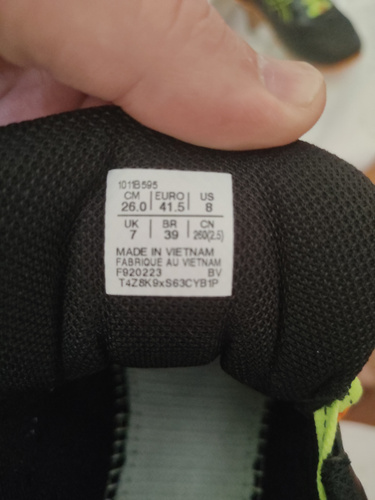 1011B595
CM EURO US
26.0 41.5 8
UK BR CN
7 39 260(2.5)
MADE IN VIETNAM
FABRIQUE AU VIETNAM
F920223 BV
T4Z8K9xS63CYB1P